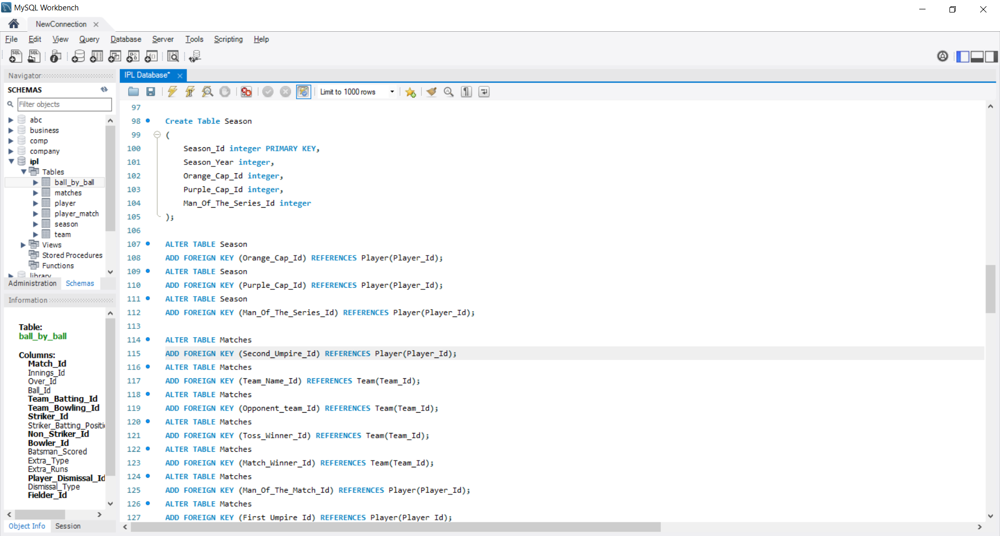 MySQL Workbench
NewConnection
File Edit View Query Database Server Tools Scripting Help
Navigator
SCHEMAS
Filter objects
abc
business
comp
company
ipl
Tables
ball_by_ball
matches
player
player_match
season
team
Views
Stored Procedures
Functions
library
Administration Schemas
Information
Table:
ball_by_ball
Columns:
Match_Id
Innings_Id
Over_Id
Ball_Id
Team_Batting_Id
Team_Bowling_Id
Striker_Id
Striker_Batting_Positi
Non_Striker_Id
Bowler_Id
Batsman_Scored
Extra_Type
Extra_Runs
Player_Dismissal_Id
Dismissal_Type
Fielder_Id
Object Info Session
IPL Database*
Limit to 1000 rows
97
98 Create Table Season
99 (
100 Season_Id integer PRIMARY KEY,
101 Season_Year integer,
102 Orange_Cap_Id integer,
103 Purple_Cap_Id integer,
104 Man_Of_The_Series_Id integer
105 );
106
107 ALTER TABLE Season
108 ADD FOREIGN KEY (Orange_Cap_Id) REFERENCES Player(Player_Id);
109 ALTER TABLE Season
110 ADD FOREIGN KEY (Purple_Cap_Id) REFERENCES Player(Player_Id);
111 ALTER TABLE Season
112 ADD FOREIGN KEY (Man_Of_The_Series_Id) REFERENCES Player(Player_Id);
113
114 ALTER TABLE Matches
115 ADD FOREIGN KEY (Second_Umpire_Id) REFERENCES Player(Player_Id);
116 ALTER TABLE Matches
117 ADD FOREIGN KEY (Team_Name_Id) REFERENCES Team(Team_Id);
118 ALTER TABLE Matches
119 ADD FOREIGN KEY (Opponent_team_Id) REFERENCES Team(Team_Id);
120 ALTER TABLE Matches
121 ADD FOREIGN KEY (Toss_Winner_Id) REFERENCES Team(Team_Id);
122 ALTER TABLE Matches
123 ADD FOREIGN KEY (Match_Winner_Id) REFERENCES Team(Team_Id);
124 ALTER TABLE Matches
125 ADD FOREIGN KEY (Man_Of_The_Match_Id) REFERENCES Player(Player_Id);
126 ALTER TABLE Matches
127 ADD FOREIGN KEY (First_Umpire_Id) REFERENCES Player(Player_Id);